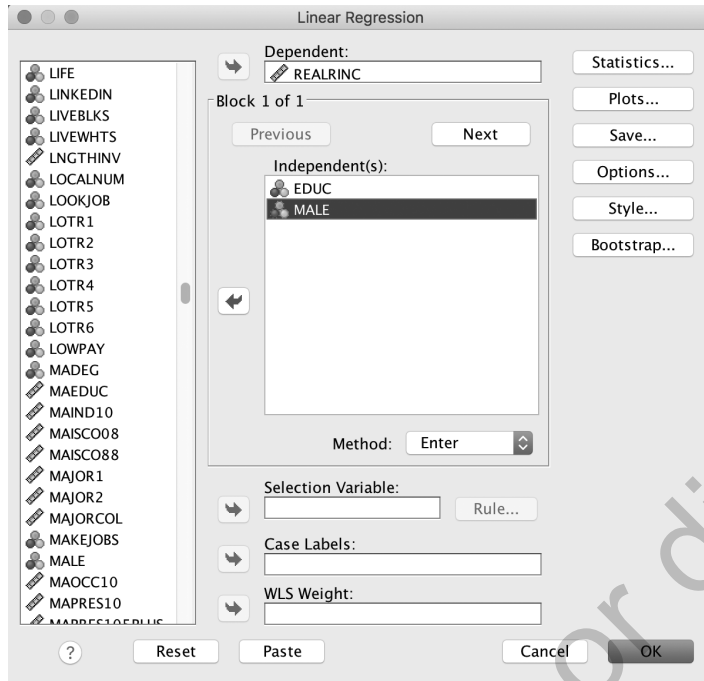 Linear Regression
LIFE
LINKEDIN
LIVEBLKS
LIVEWHTS
LNGTHINV
LOCALNUM
LOOKJOB
LOTR1
LOTR2
LOTR3
LOTR4
LOTR5
LOTR6
LOWPAY
MADEG
MAEDUC
MAIND10
MAISCO08
MAISCO88
MAJOR1
MAJOR2
MAJORCOL
MAKEJOBS
MALE
MAOCC10
MAPRES10
MAPRES105PLUS
Dependent:
REALRINC
Block 1 of 1
Previous
Next
Independent(s):
EDUC
MALE
Method: Enter
Selection Variable:
Rule...
Case Labels:
WLS Weight:
Statistics...
Plots...
Save...
Options...
Style...
Bootstrap...
?
Reset
Paste
Cancel
OK
or di